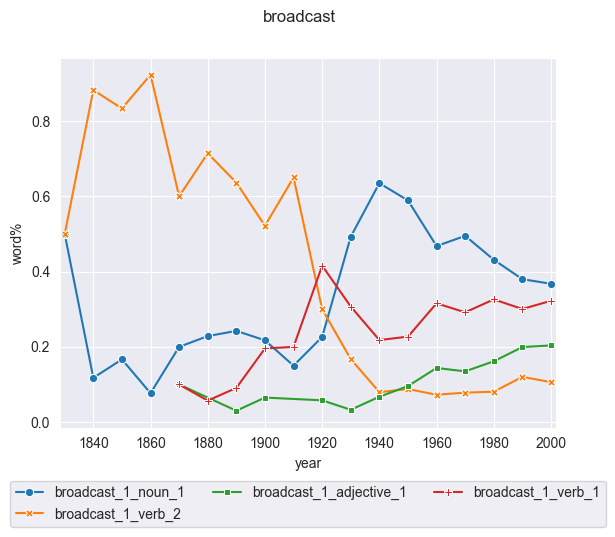 broadcast
word%
0.8
0.6
0.4
0.2
0.0
1840 1860 1880 1900 1920 1940 1960 1980 2000
year
broadcast_1_noun_1 broadcast_1_adjective_1 broadcast_1_verb_1
broadcast_1_verb_2